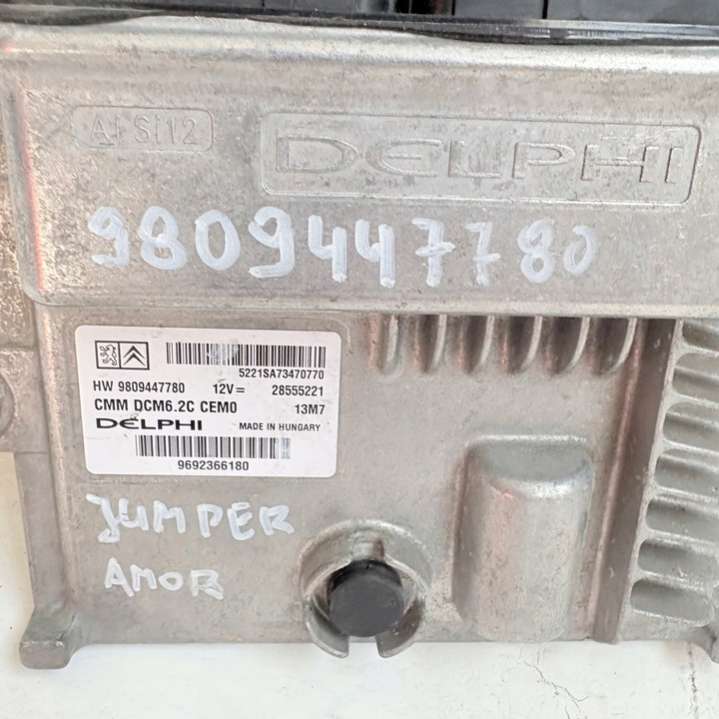 AlSi12
DELPHI
9809447780
5221SA73470770
HW 9809447780 12V= 28555221
CMM DCM6.2C CEM0 13M7
DELPHI MADE IN HUNGARY
9692366180
JUMPER
AMOR